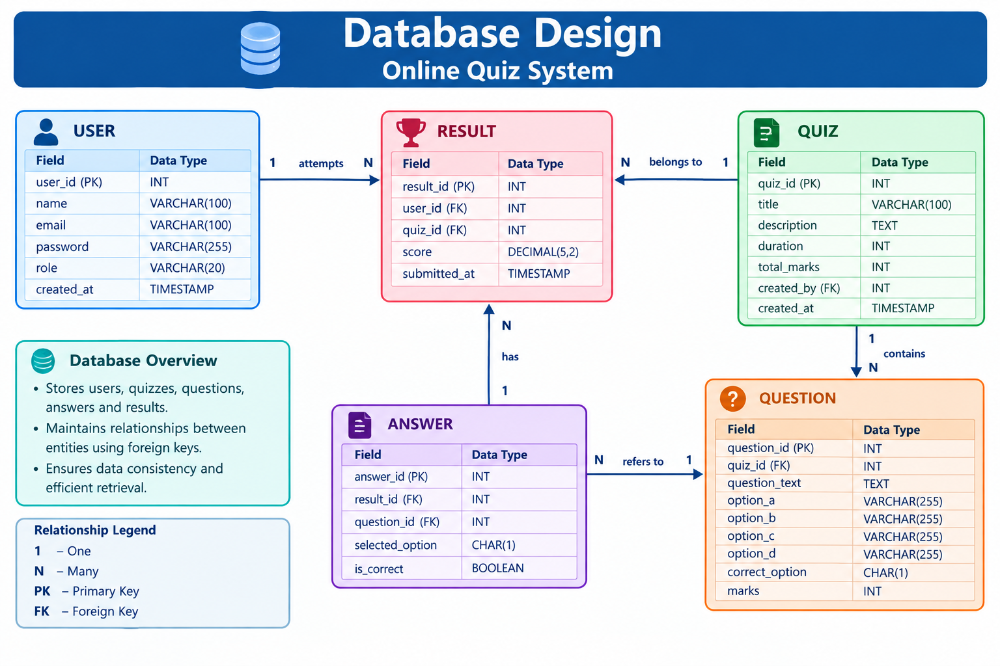 Database Design
Online Quiz System
USER
Field Data Type
user_id (PK) INT
name VARCHAR(100)
email VARCHAR(100)
password VARCHAR(255)
role VARCHAR(20)
created_at TIMESTAMP
1 attempts N
RESULT
Field Data Type
result_id (PK) INT
user_id (FK) INT
quiz_id (FK) INT
score DECIMAL(5,2)
submitted_at TIMESTAMP
N belongs to 1
QUIZ
Field Data Type
quiz_id (PK) INT
title VARCHAR(100)
description TEXT
duration INT
total_marks INT
created_by (FK) INT
created_at TIMESTAMP
N
has
1
1
contains
N
Database Overview
• Stores users, quizzes, questions,
answers and results.
• Maintains relationships between
entities using foreign keys.
• Ensures data consistency and
efficient retrieval.
ANSWER
Field Data Type
answer_id (PK) INT
result_id (FK) INT
question_id (FK) INT
selected_option CHAR(1)
is_correct BOOLEAN
N refers to 1
?
QUESTION
Field Data Type
question_id (PK) INT
quiz_id (FK) INT
question_text TEXT
option_a VARCHAR(255)
option_b VARCHAR(255)
option_c VARCHAR(255)
option_d VARCHAR(255)
correct_option CHAR(1)
marks INT
Relationship Legend
1 – One
N – Many
PK – Primary Key
FK – Foreign Key